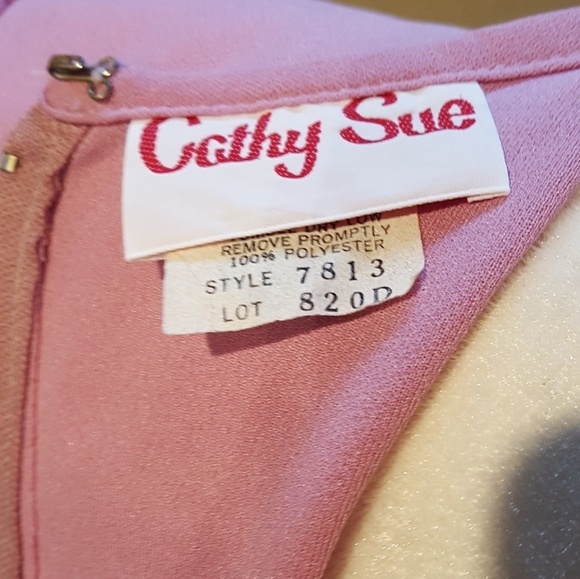 Cathy Sue
DRY LOW
REMOVE PROMPTLY
100% POLYESTER
STYLE 7813
LOT 820D